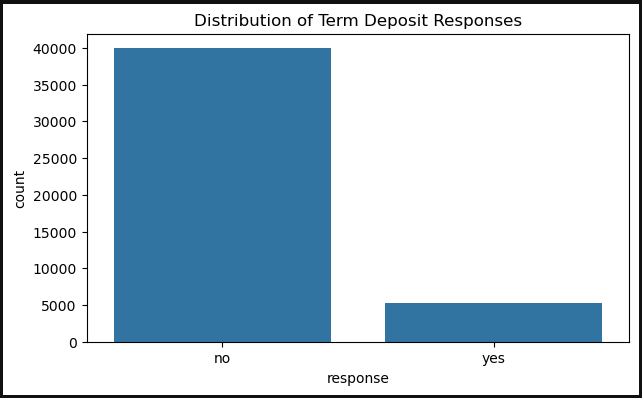 Distribution of Term Deposit Responses
40000
35000
30000
25000
20000
15000
10000
5000
0
count
no
yes
response